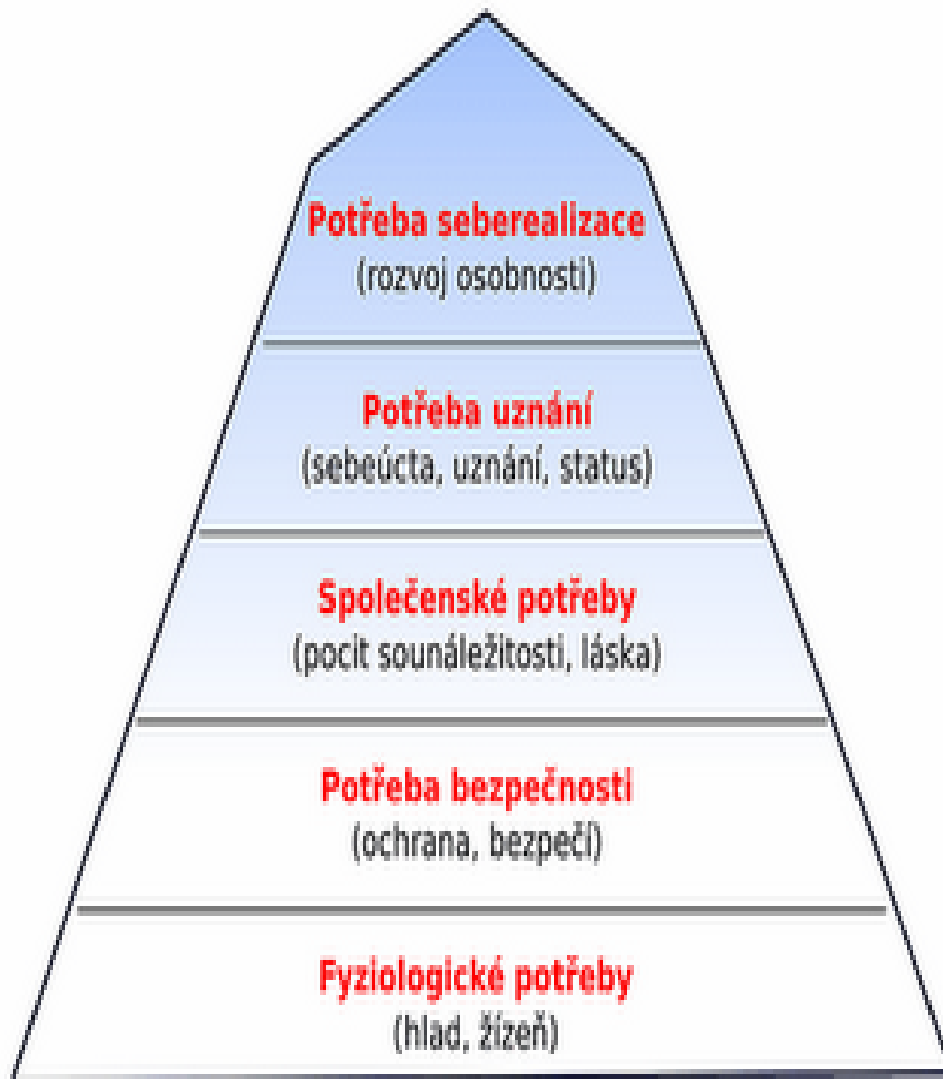 Potřeba seberealizace
(rozvoj osobnosti)
Potřeba uznání
(sebeúcta, uznání, status)
Společenské potřeby
(pocit sounáležitosti, láska)
Potřeba bezpečnosti
(ochrana, bezpečí)
Fyziologické potřeby
(hlad, žízeň)